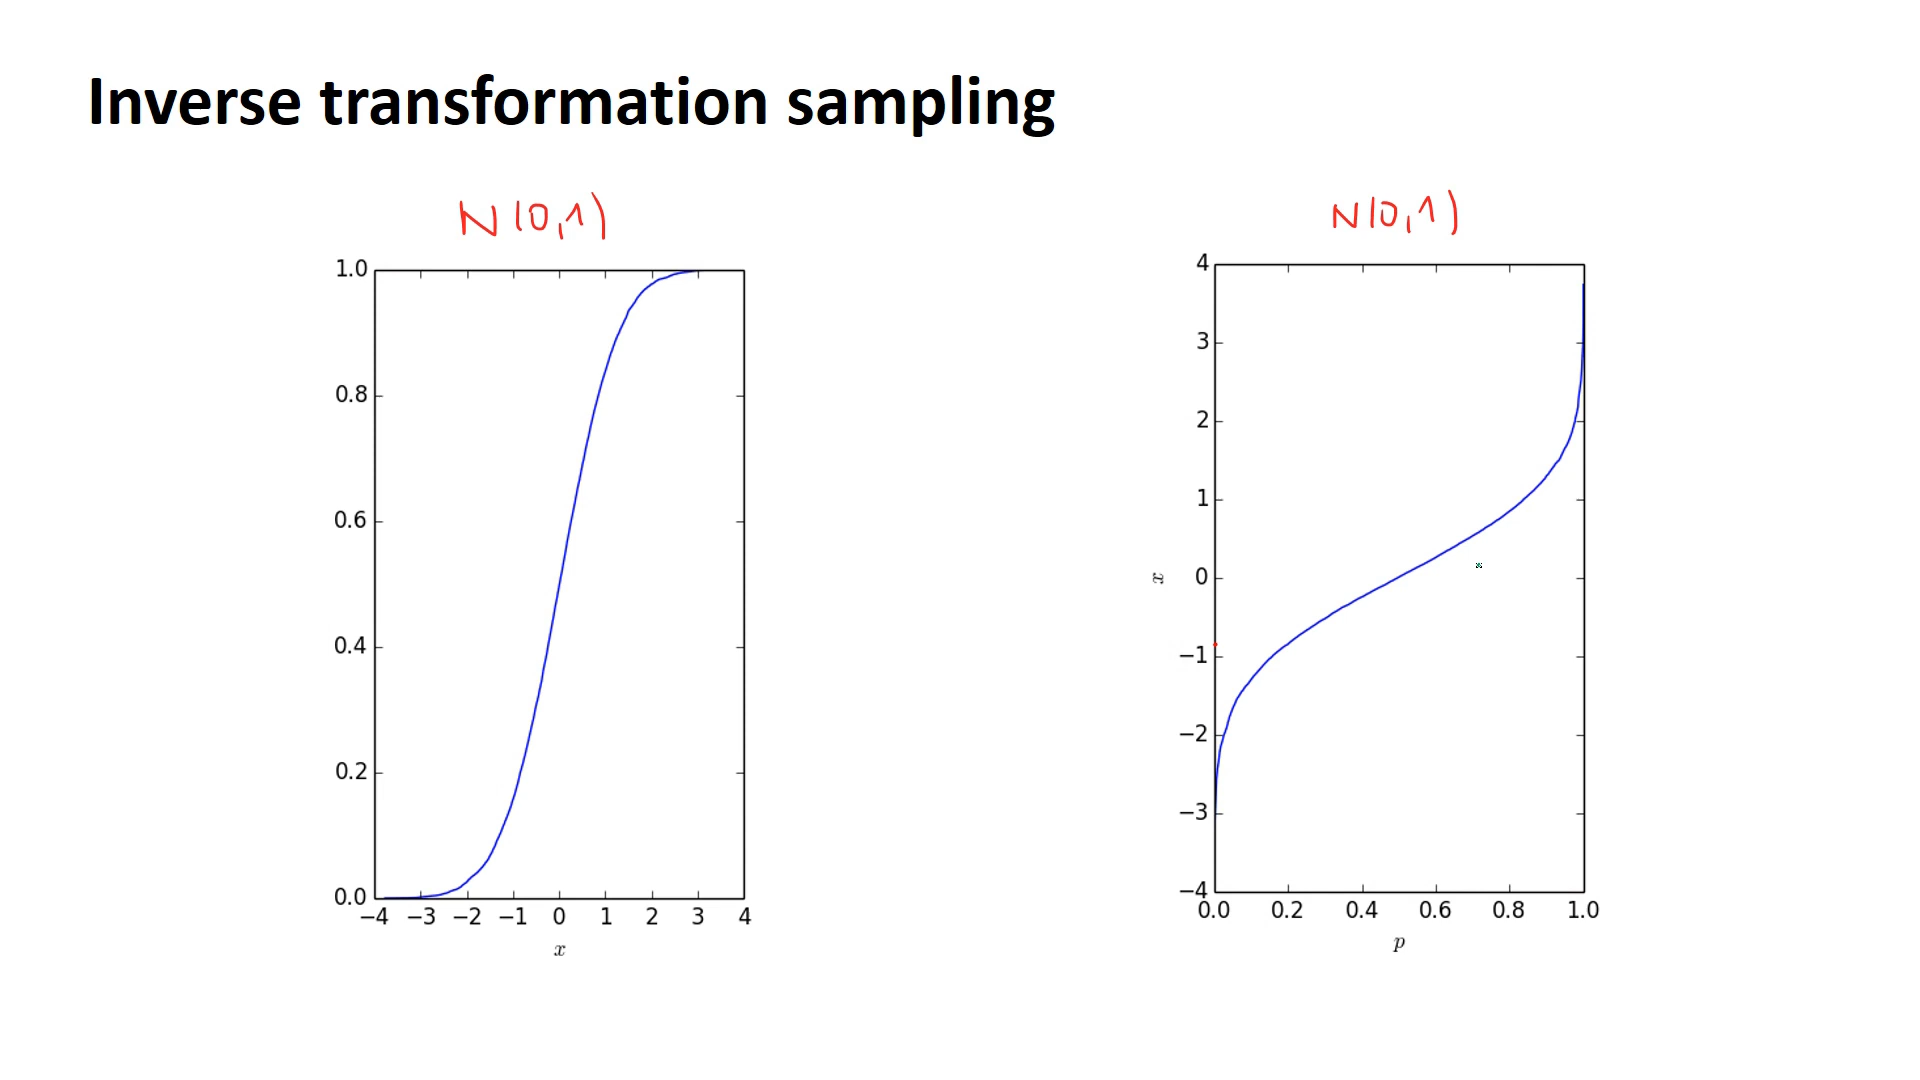 Inverse transformation sampling
N(0,1)
1.0
0.8
0.6
0.4
0.2
0.0
−4 −3 −2 −1 0 1 2 3 4
x
N(0,1)
4
3
2
1
0
−1
−2
−3
−4
x
0.0 0.2 0.4 0.6 0.8 1.0
p